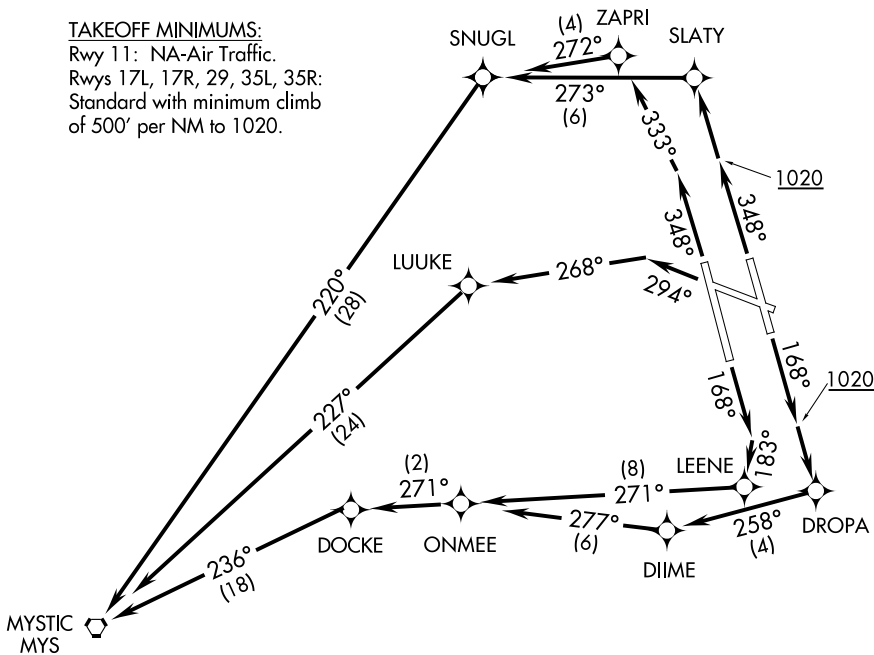 TAKEOFF MINIMUMS:
Rwy 11: NA-Air Traffic.
Rwys 17L, 17R, 29, 35L, 35R:
Standard with minimum climb
of 500' per NM to 1020.
SNUGL
(4)
272°
ZAPRI
SLATY
273°
(6)
333°
1020
348°
348°
LUUKE
268°
294°
220°
(28)
168°
1020
168°
227°
(24)
183°
LEENE
(2)
271°
(8)
271°
277°
(6)
258°
(4)
DROPA
DOCKE
ONMEE
DIIME
236°
(18)
MYSTIC
MYS